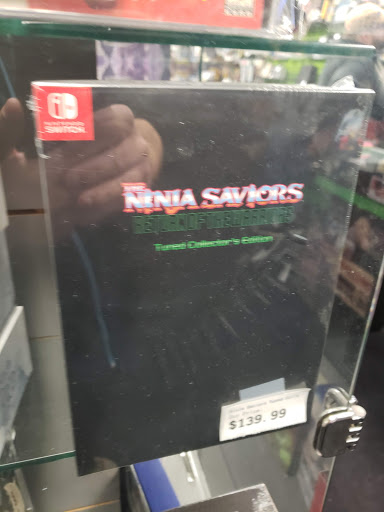 NINTENDO
SWITCH
THE
NINJA SAVIORS
RETURN OF THE WARRIORS
Tuned Collector's Edition
$139.99